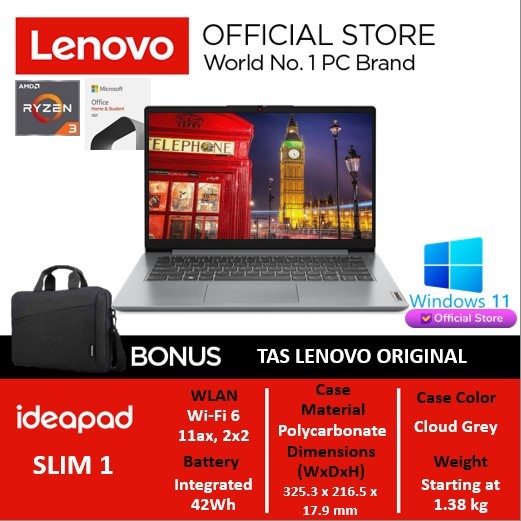 Lenovo
OFFICIAL STORE
World No. 1 PC Brand
AMD
RYZEN
3
Microsoft
Office
Home & Student
2021
TELEPHONE
Windows 11
Official Store
BONUS
TAS LENOVO ORIGINAL
ideapad
SLIM 1
WLAN
Wi-Fi 6
11ax, 2x2
Battery
Integrated
42Wh
Case
Material
Polycarbonate
Dimensions
(WxDxH)
325.3 x 216.5 x
17.9 mm
Case Color
Cloud Grey
Weight
Starting at
1.38 kg